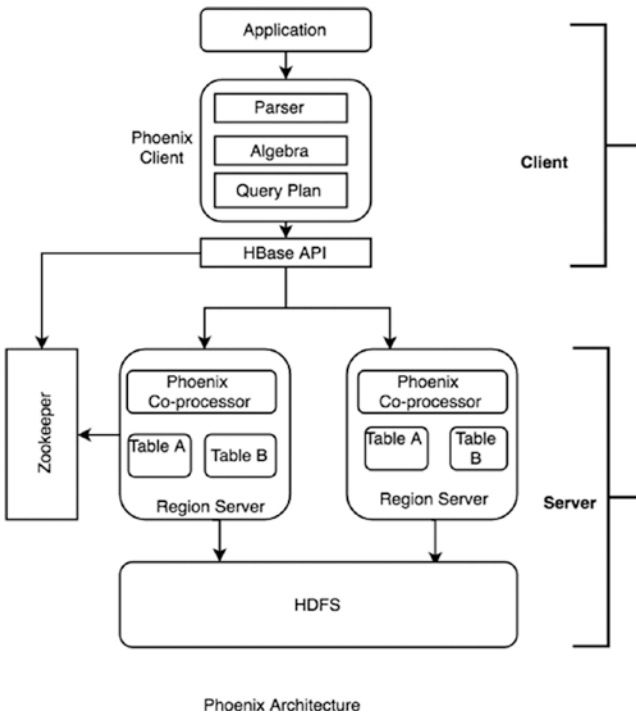 Application
Phoenix
Client
Parser
Algebra
Query Plan
Client
HBase API
Zookeeper
Phoenix
Co-processor
Table A
Table B
Region Server
Phoenix
Co-processor
Table A
Table
B
Region Server
Server
HDFS
Phoenix Architecture